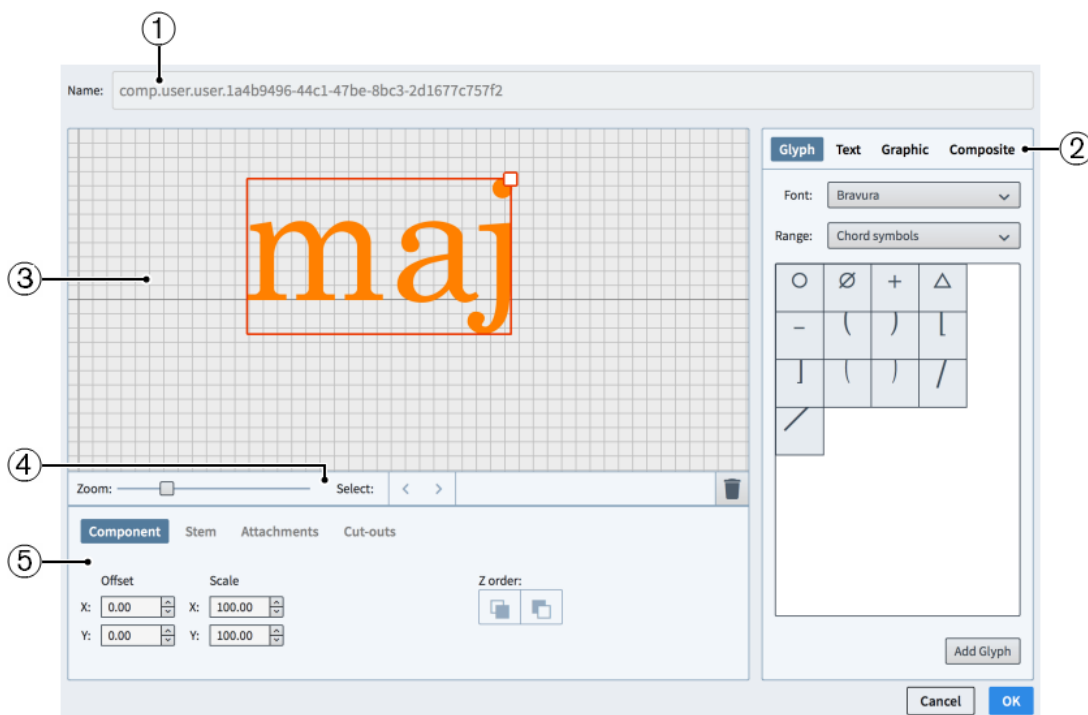 ①
Name: comp.user.user.1a4b9496-44c1-47be-8bc3-2d1677c757f2
Glyph Text Graphic Composite ②
Font: Bravura
Range: Chord symbols
maj
③
④
Zoom: Select: < >
Component Stem Attachments Cut-outs
⑤
Offset Scale Z order:
X: 0.00 X: 100.00
Y: 0.00 Y: 100.00
Add Glyph
Cancel OK